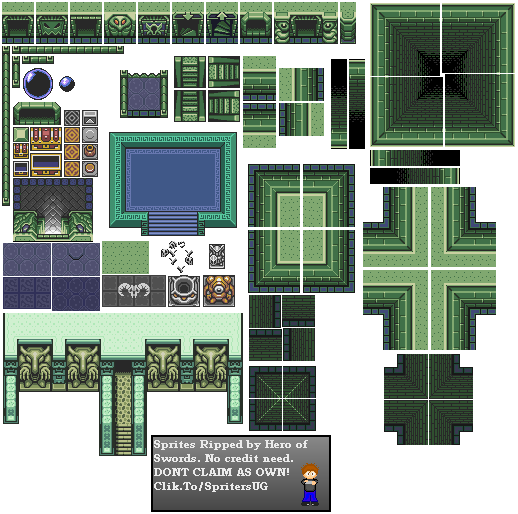 Sprites Ripped by Hero of
Swords. No credit need.
DONT CLAIM AS OWN!
Clik.To/SpritersUG